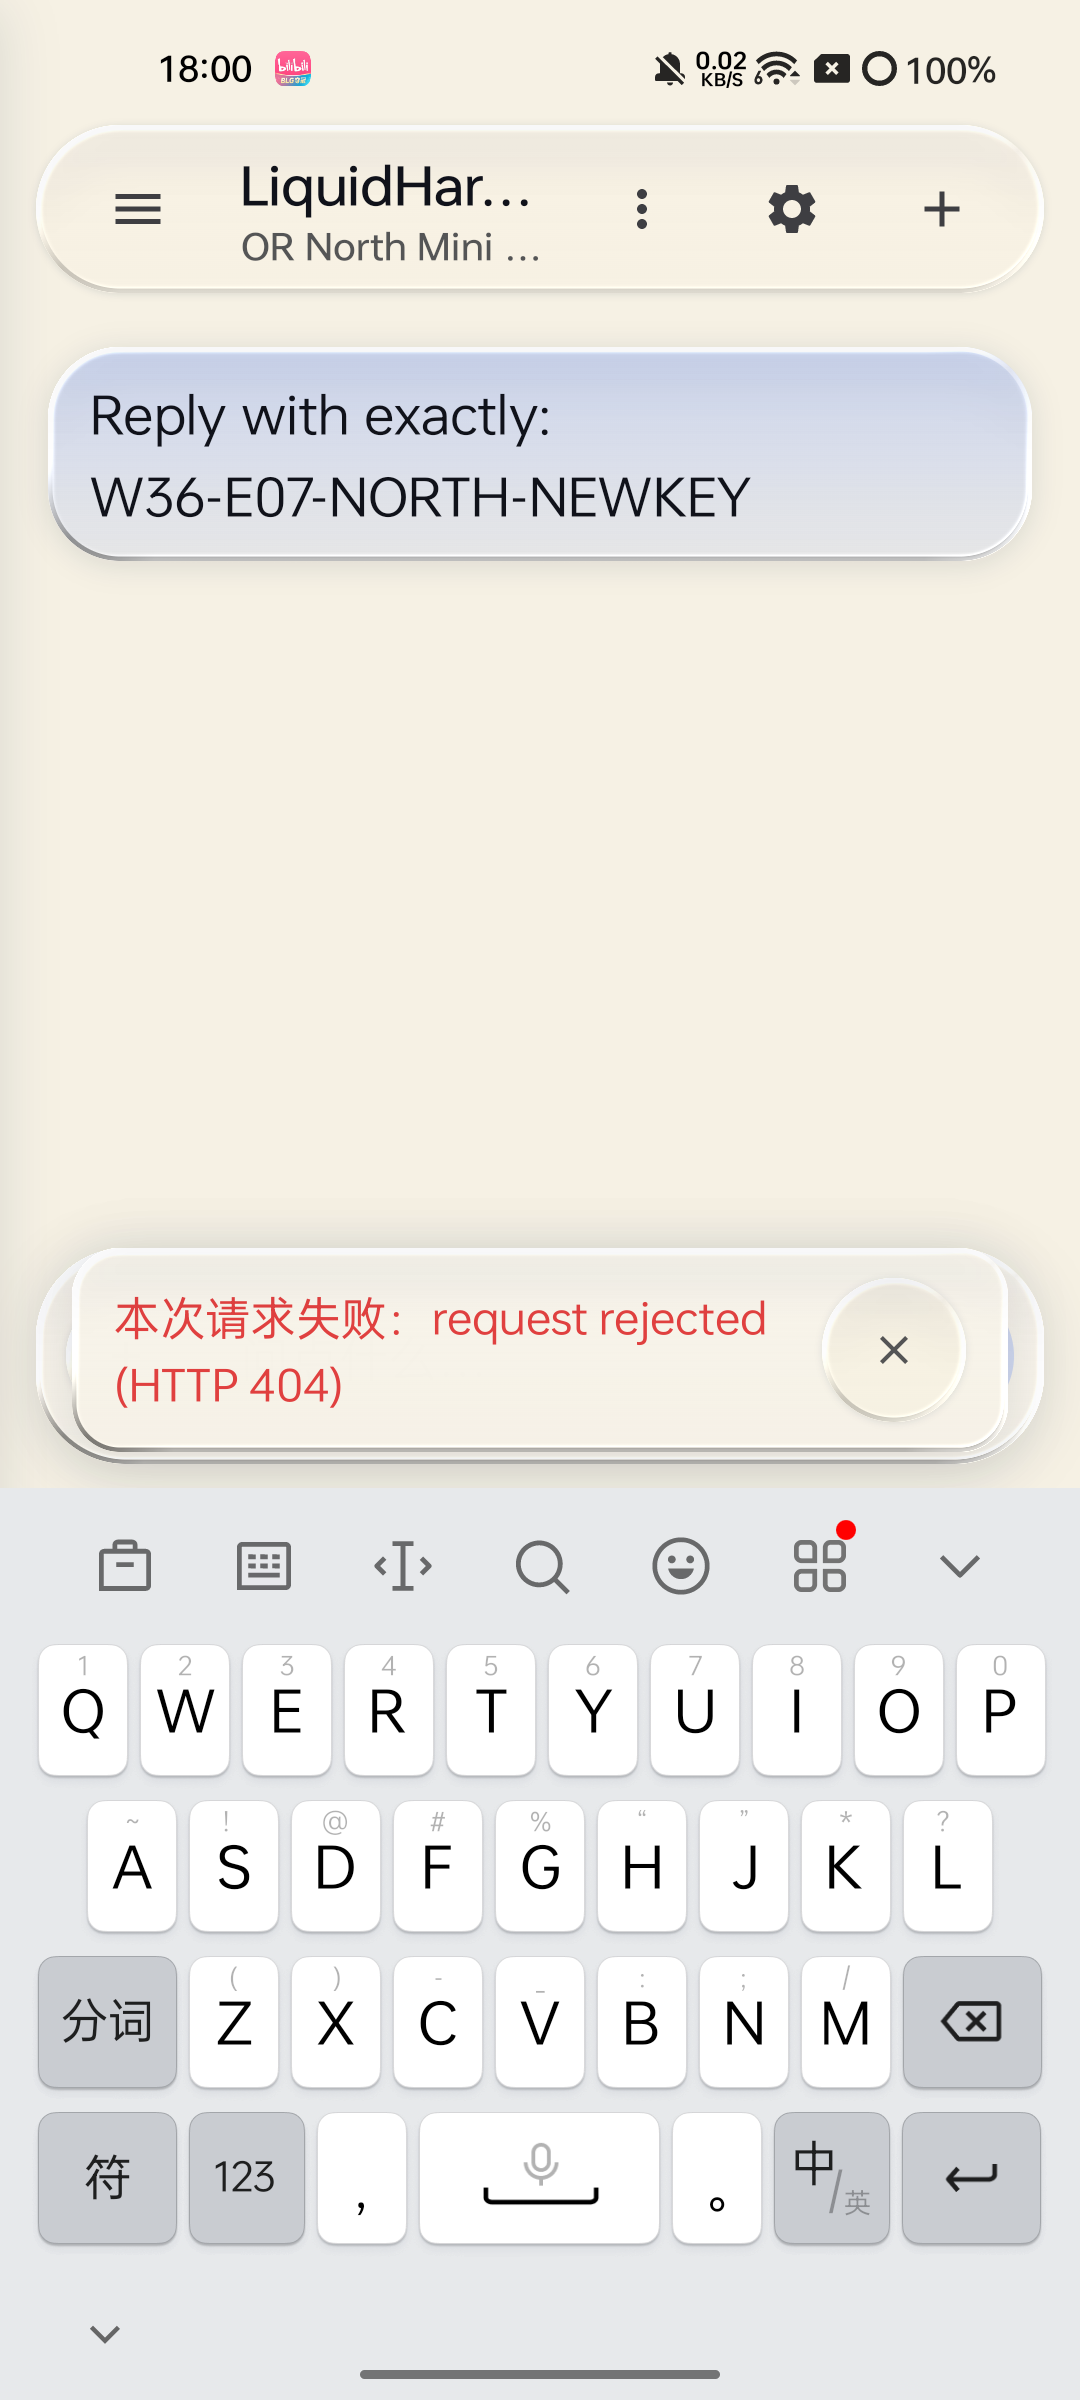 18:00
bilibili
0.02
KB/S
6
100%
LiquidHar...
OR North Mini ...
Reply with exactly:
W36-E07-NORTH-NEWKEY
本次请求失败：request rejected
(HTTP 404)
1 2 3 4 5 6 7 8 9 0
Q W E R T Y U I O P
~ ! @ # % “ ” * ?
A S D F G H J K L
( ) - _ : ; /
分词 Z X C V B N M
符 123 ， 。 中/英